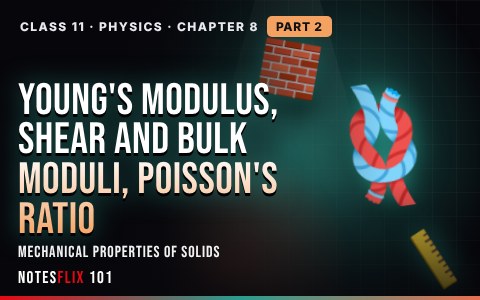 CLASS 11 · PHYSICS · CHAPTER 8 PART 2
YOUNG'S MODULUS,
SHEAR AND BULK
MODULI, POISSON'S
RATIO
MECHANICAL PROPERTIES OF SOLIDS
NOTESFLIX 101